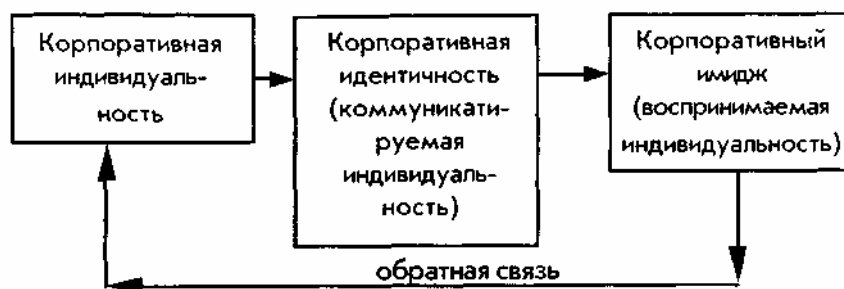 Корпоративная
индивидуаль-
ность
Корпоративная
идентичность
(коммуникати-
руемая
индивидуаль-
ность)
Корпоративный
имидж
(воспринимаемая
индивидуальность)
обратная связь